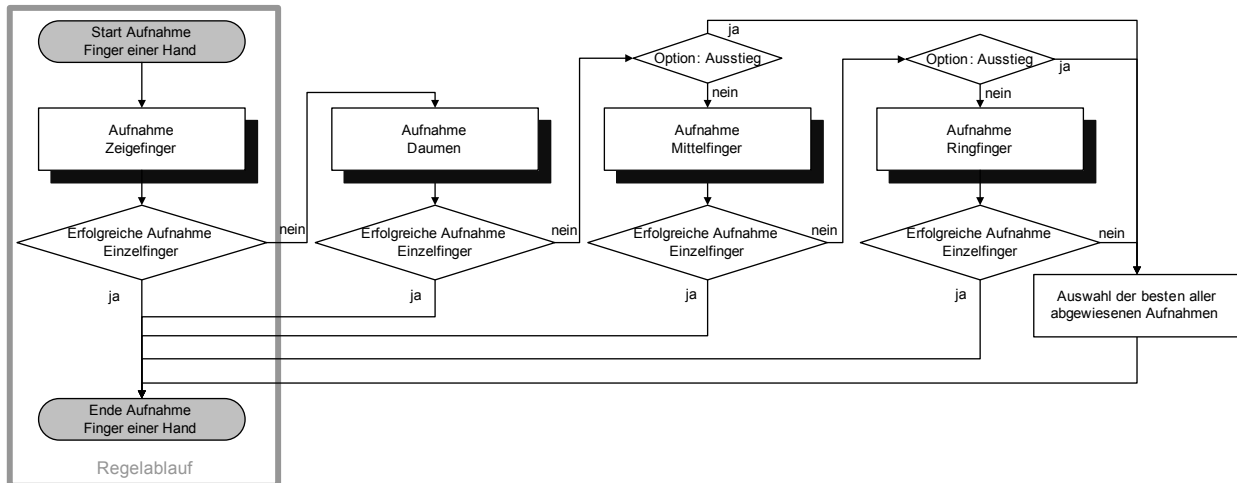 Start Aufnahme
Finger einer Hand
Aufnahme
Zeigefinger
Erfolgreiche Aufnahme
Einzelfinger
nein
ja
Ende Aufnahme
Finger einer Hand
Regelablauf
Aufnahme
Daumen
Erfolgreiche Aufnahme
Einzelfinger
nein
ja
Option: Ausstieg
ja
nein
Aufnahme
Mittelfinger
Erfolgreiche Aufnahme
Einzelfinger
nein
ja
Option: Ausstieg
ja
nein
Aufnahme
Ringfinger
Erfolgreiche Aufnahme
Einzelfinger
nein
ja
Auswahl der besten aller
abgewiesenen Aufnahmen